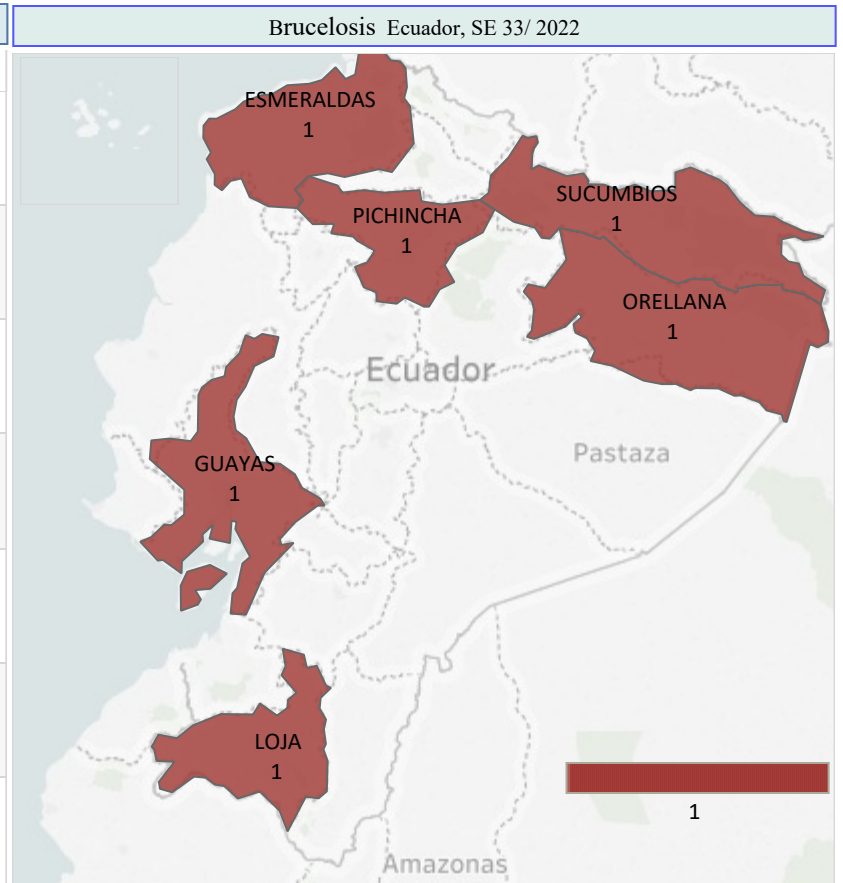 Brucelosis Ecuador, SE 33/ 2022
ESMERALDAS
1
SUCUMBIOS
1
PICHINCHA
1
ORELLANA
1
Ecuador
Pastaza
GUAYAS
1
LOJA
1
1
Amazonas